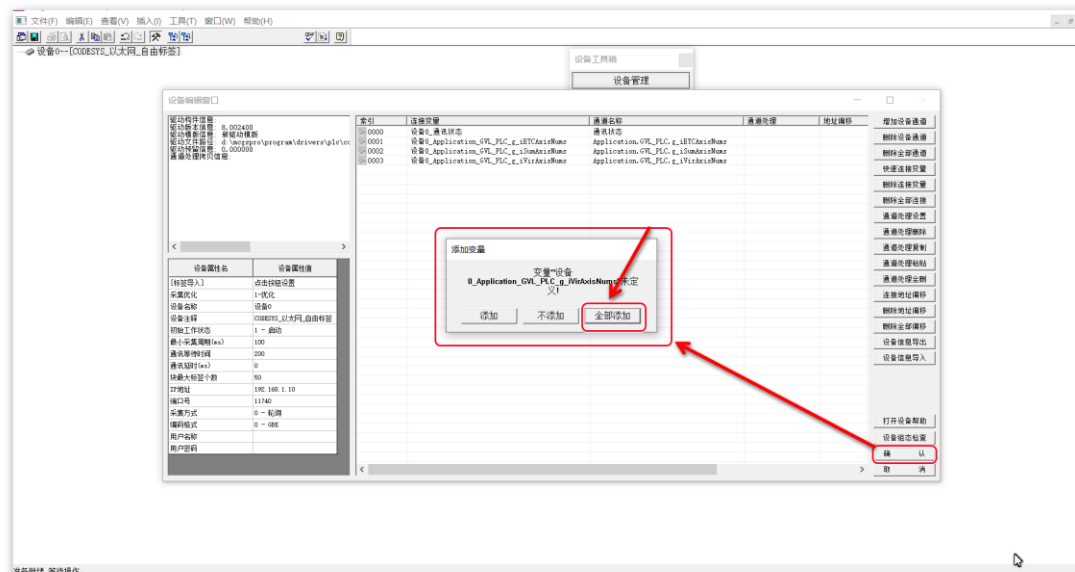 文件(F) 编辑(E) 查看(V) 插入(I) 工具(T) 窗口(W) 帮助(H)
设备0--[CODESYS_以太网_自由标签]
设备工具箱
设备管理
设备编辑窗口
驱动构件信息:
驱动版本信息: 8.002400
驱动模版信息: 新驱动模版
驱动文件路径: d:\mcgspro\program\drivers\plc\co
驱动预留信息: 0.000000
通道处理拷贝信息:
索引 连接变量 通道名称 通道处理 地址偏移
0000 设备0_通讯状态 通讯状态
0001 设备0_Application_GVL_PLC_g_iETCAxisNums Application.GVL_PLC.g_iETCAxisNums
0002 设备0_Application_GVL_PLC_g_iSumAxisNums Application.GVL_PLC.g_iSumAxisNums
0003 设备0_Application_GVL_PLC_g_iVirAxisNums Application.GVL_PLC.g_iVirAxisNums
增加设备通道
删除设备通道
删除全部通道
快速连接变量
删除连接变量
删除全部连接
通道处理设置
通道处理删除
通道处理复制
通道处理粘贴
通道处理全删
连接地址偏移
删除地址偏移
删除全部偏移
设备信息导出
设备信息导入
打开设备帮助
设备组态检查
确 认
取 消
添加变量
变量"设备
0_Application_GVL_PLC_g_iVirAxisNums"未定
义!
添加 不添加 全部添加
设备属性名 设备属性值
[标签导入] 点击按钮设置
采集优化 1-优化
设备名称 设备0
设备注释 CODESYS_以太网_自由标签
初始工作状态 1 - 启动
最小采集周期(ms) 100
通讯等待时间 200
通讯延时(ms) 0
块最大标签个数 50
IP地址 192.168.1.10
端口号 11740
采集方式 0 - 轮询
编码格式 0 - GBK
用户名称
用户密码
准备就绪,等待操作